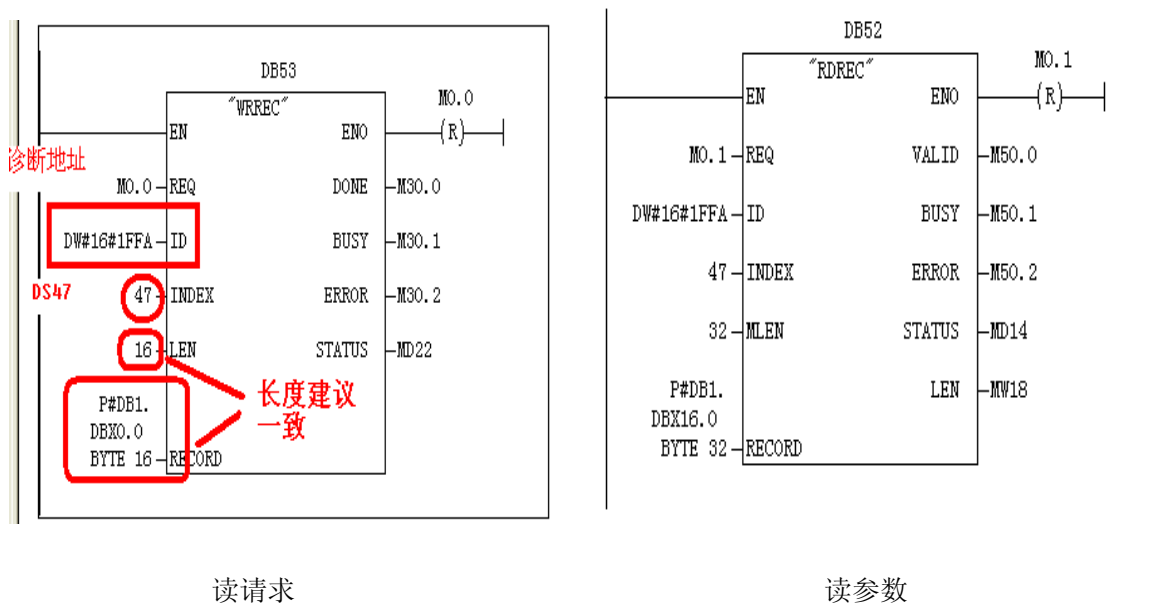 DB53
"WRREC"
M0.0
EN
ENO
(R)
诊断地址
M0.0
REQ
DONE
M30.0
DW#16#1FFA
ID
BUSY
M30.1
DS47
47
INDEX
ERROR
M30.2
16
LEN
STATUS
MD22
长度建议
一致
P#DB1.
DBX0.0
BYTE 16
RECORD
读请求
DB52
"RDREC"
M0.1
EN
ENO
(R)
M0.1
REQ
VALID
M50.0
DW#16#1FFA
ID
BUSY
M50.1
47
INDEX
ERROR
M50.2
32
MLEN
STATUS
MD14
P#DB1.
DBX16.0
BYTE 32
RECORD
LEN
MW18
读参数